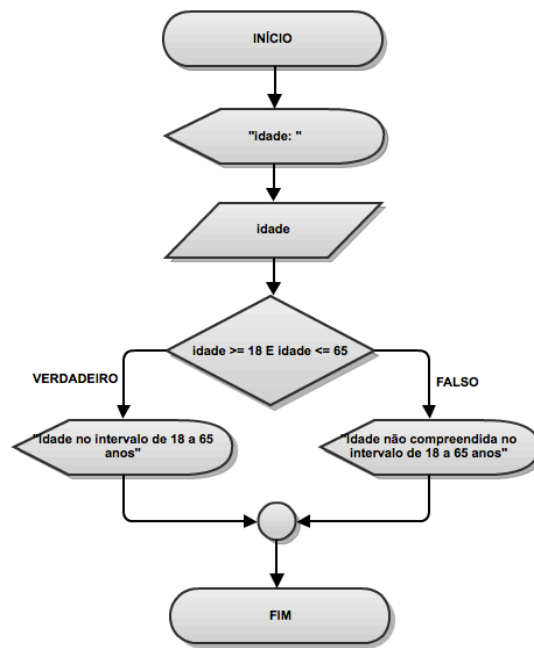 INÍCIO
"idade: "
idade
idade >= 18 E idade <= 65
VERDADEIRO
FALSO
"Idade no intervalo de 18 a 65
anos"
"Idade não compreendida no
intervalo de 18 a 65 anos"
FIM